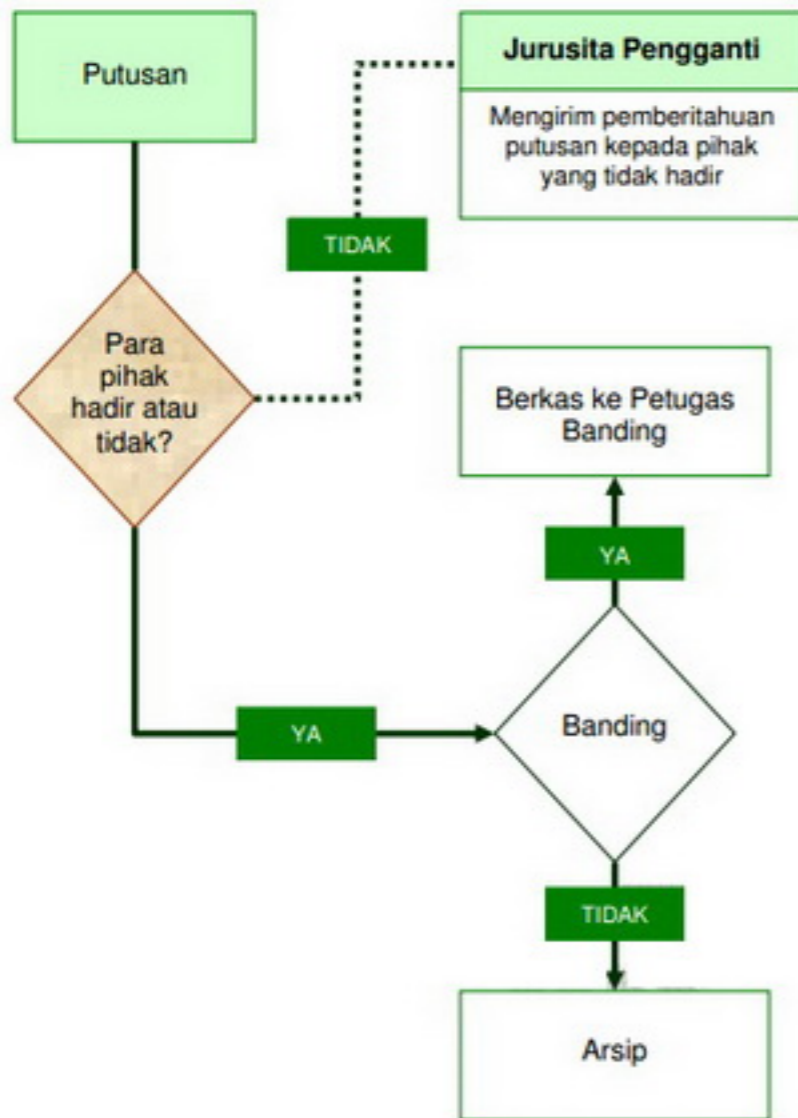 Putusan
Jurusita Pengganti
Mengirim pemberitahuan
putusan kepada pihak
yang tidak hadir
TIDAK
Para
pihak
hadir atau
tidak?
Berkas ke Petugas
Banding
YA
Banding
YA
TIDAK
Arsip